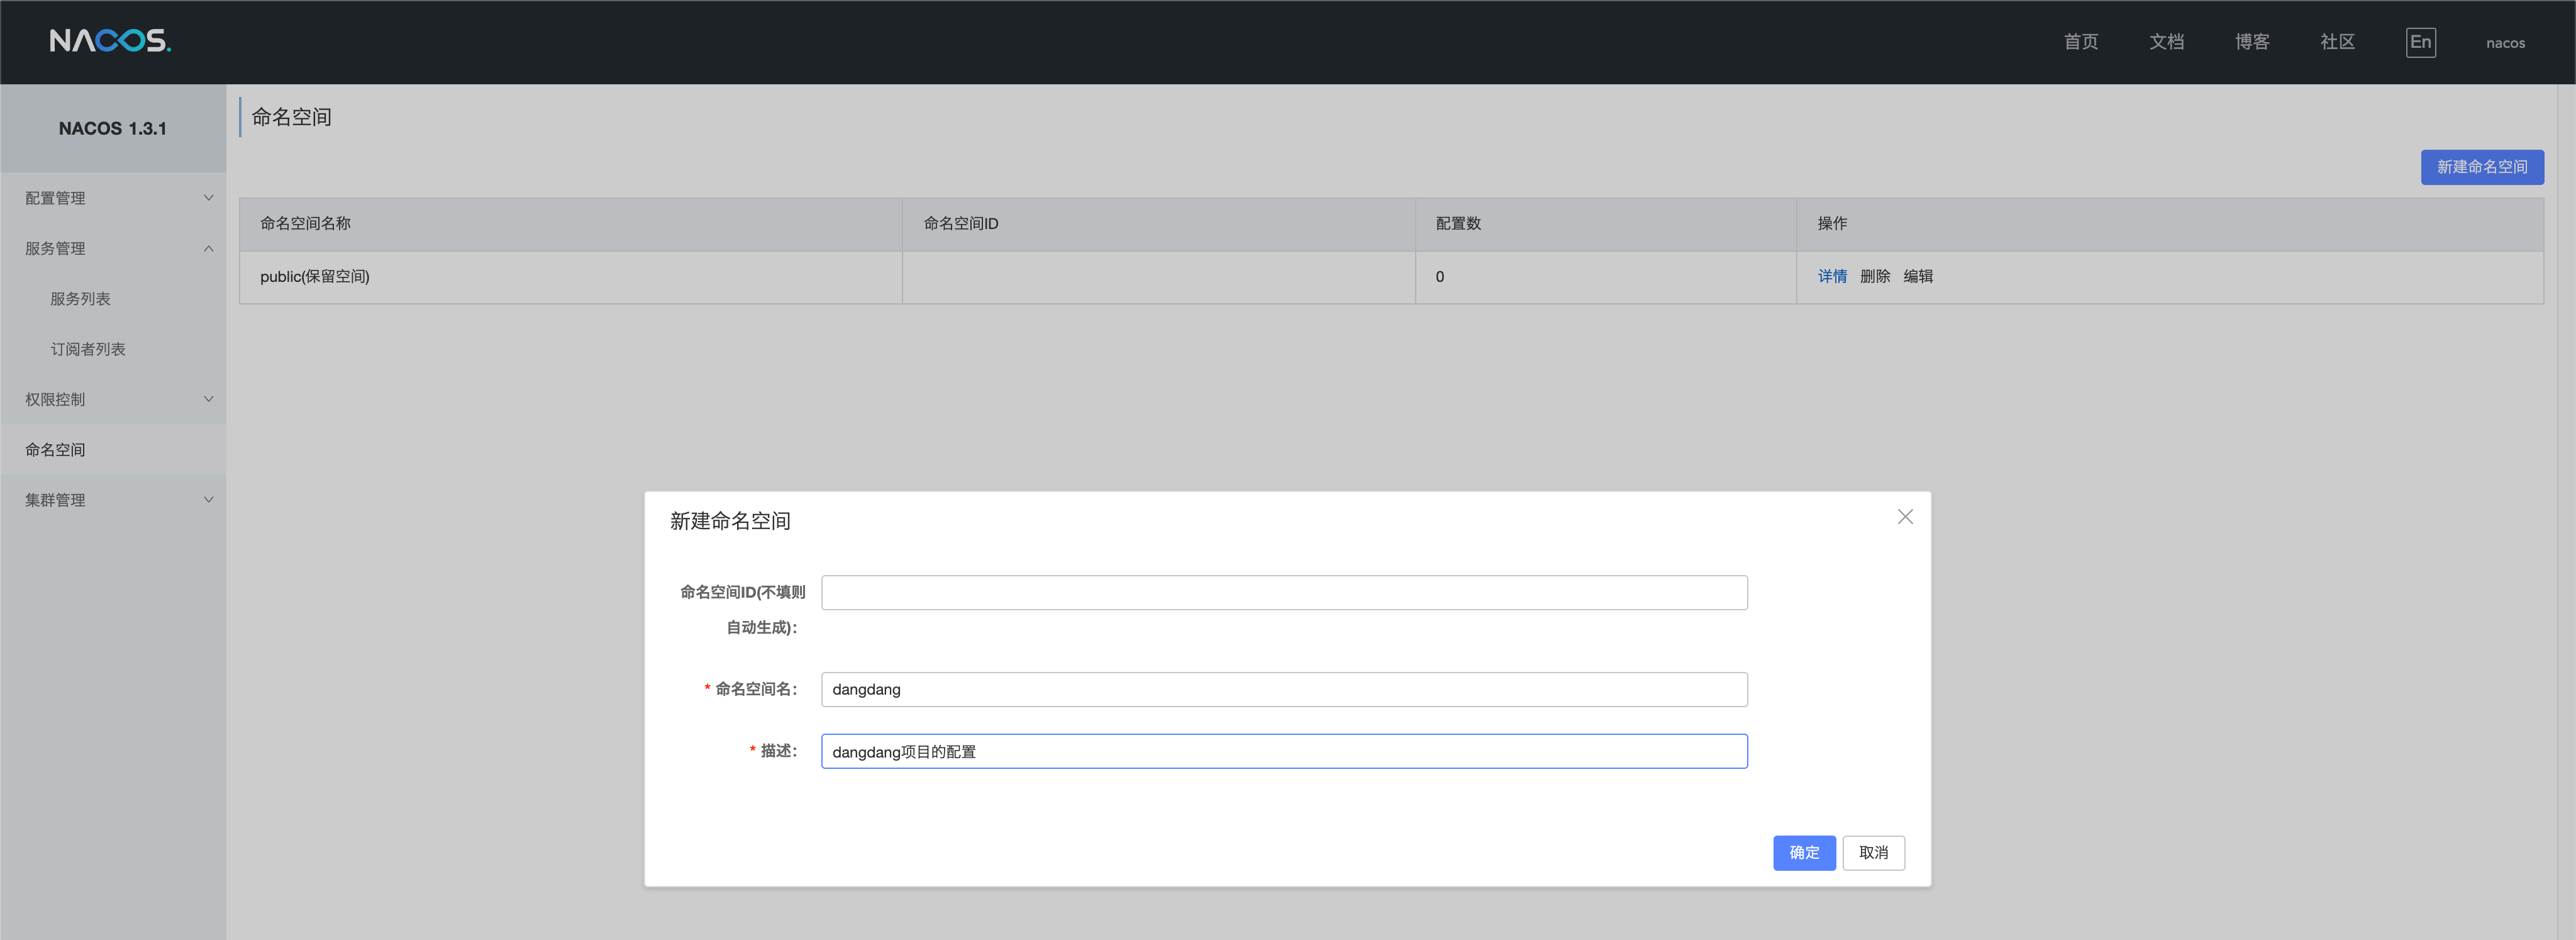 NACOS.
首页 文档 博客 社区 En nacos
NACOS 1.3.1
配置管理
服务管理
服务列表
订阅者列表
权限控制
命名空间
集群管理
命名空间
新建命名空间
命名空间名称 命名空间ID 配置数 操作
public(保留空间) 0 详情 删除 编辑
新建命名空间
命名空间ID(不填则
自动生成):
* 命名空间名: dangdang
* 描述: dangdang项目的配置
确定 取消